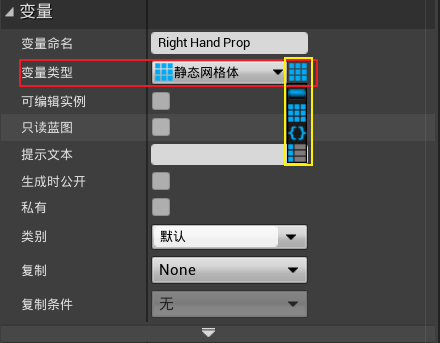 变量
变量命名 Right Hand Prop
变量类型 静态网格体
可编辑实例
只读蓝图
提示文本
生成时公开
私有
类别 默认
复制 None
复制条件 无